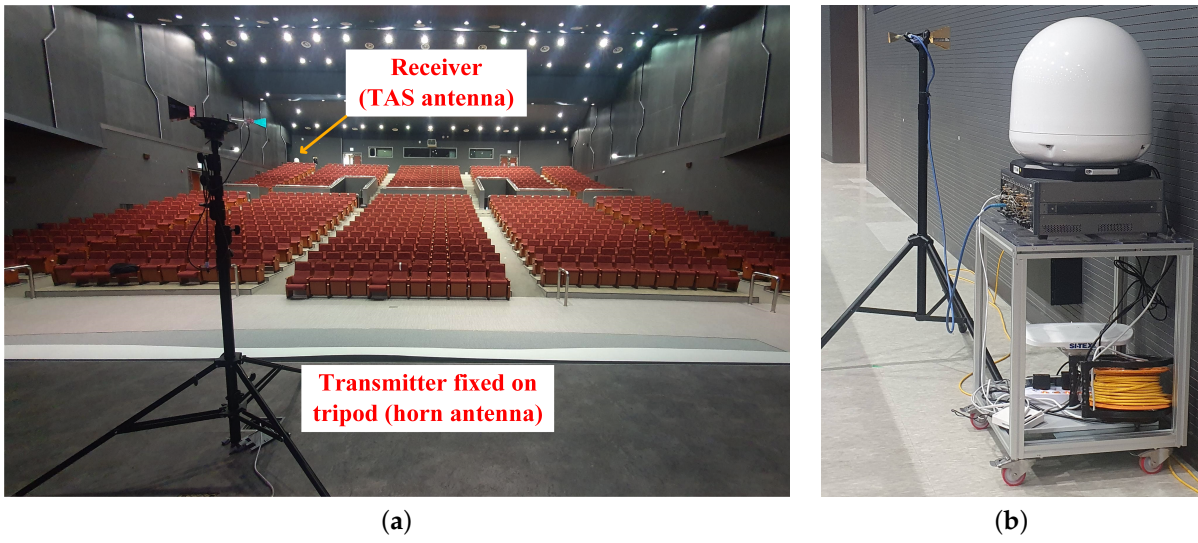 Receiver
(TAS antenna)
Transmitter fixed on
tripod (horn antenna)
SI-TEX
(a)
(b)